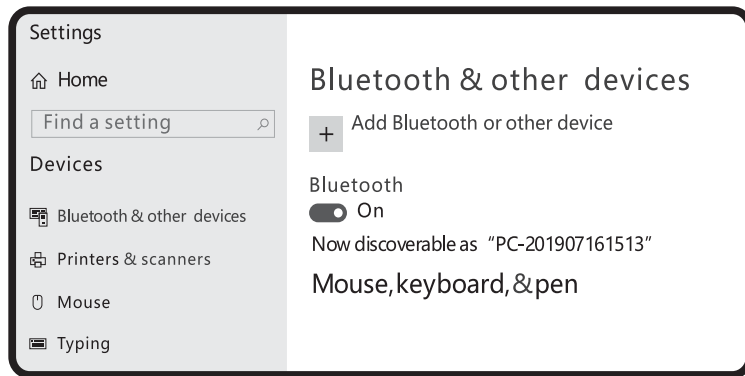 Settings
Home
Find a setting
Devices
Bluetooth & other devices
Printers & scanners
Mouse
Typing
Bluetooth & other devices
+ Add Bluetooth or other device
Bluetooth
On
Now discoverable as “PC-201907161513”
Mouse,keyboard,&pen